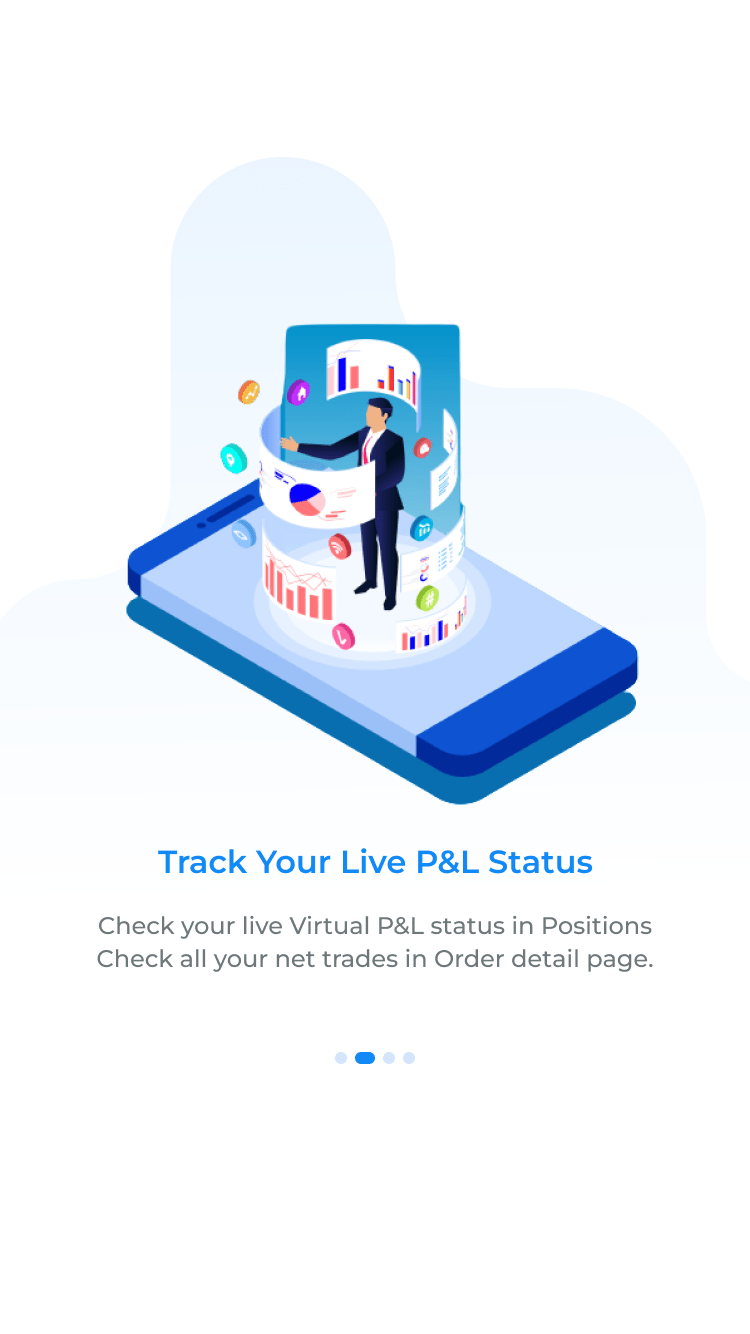 Track Your Live P&L Status
Check your live Virtual P&L status in Positions
Check all your net trades in Order detail page.